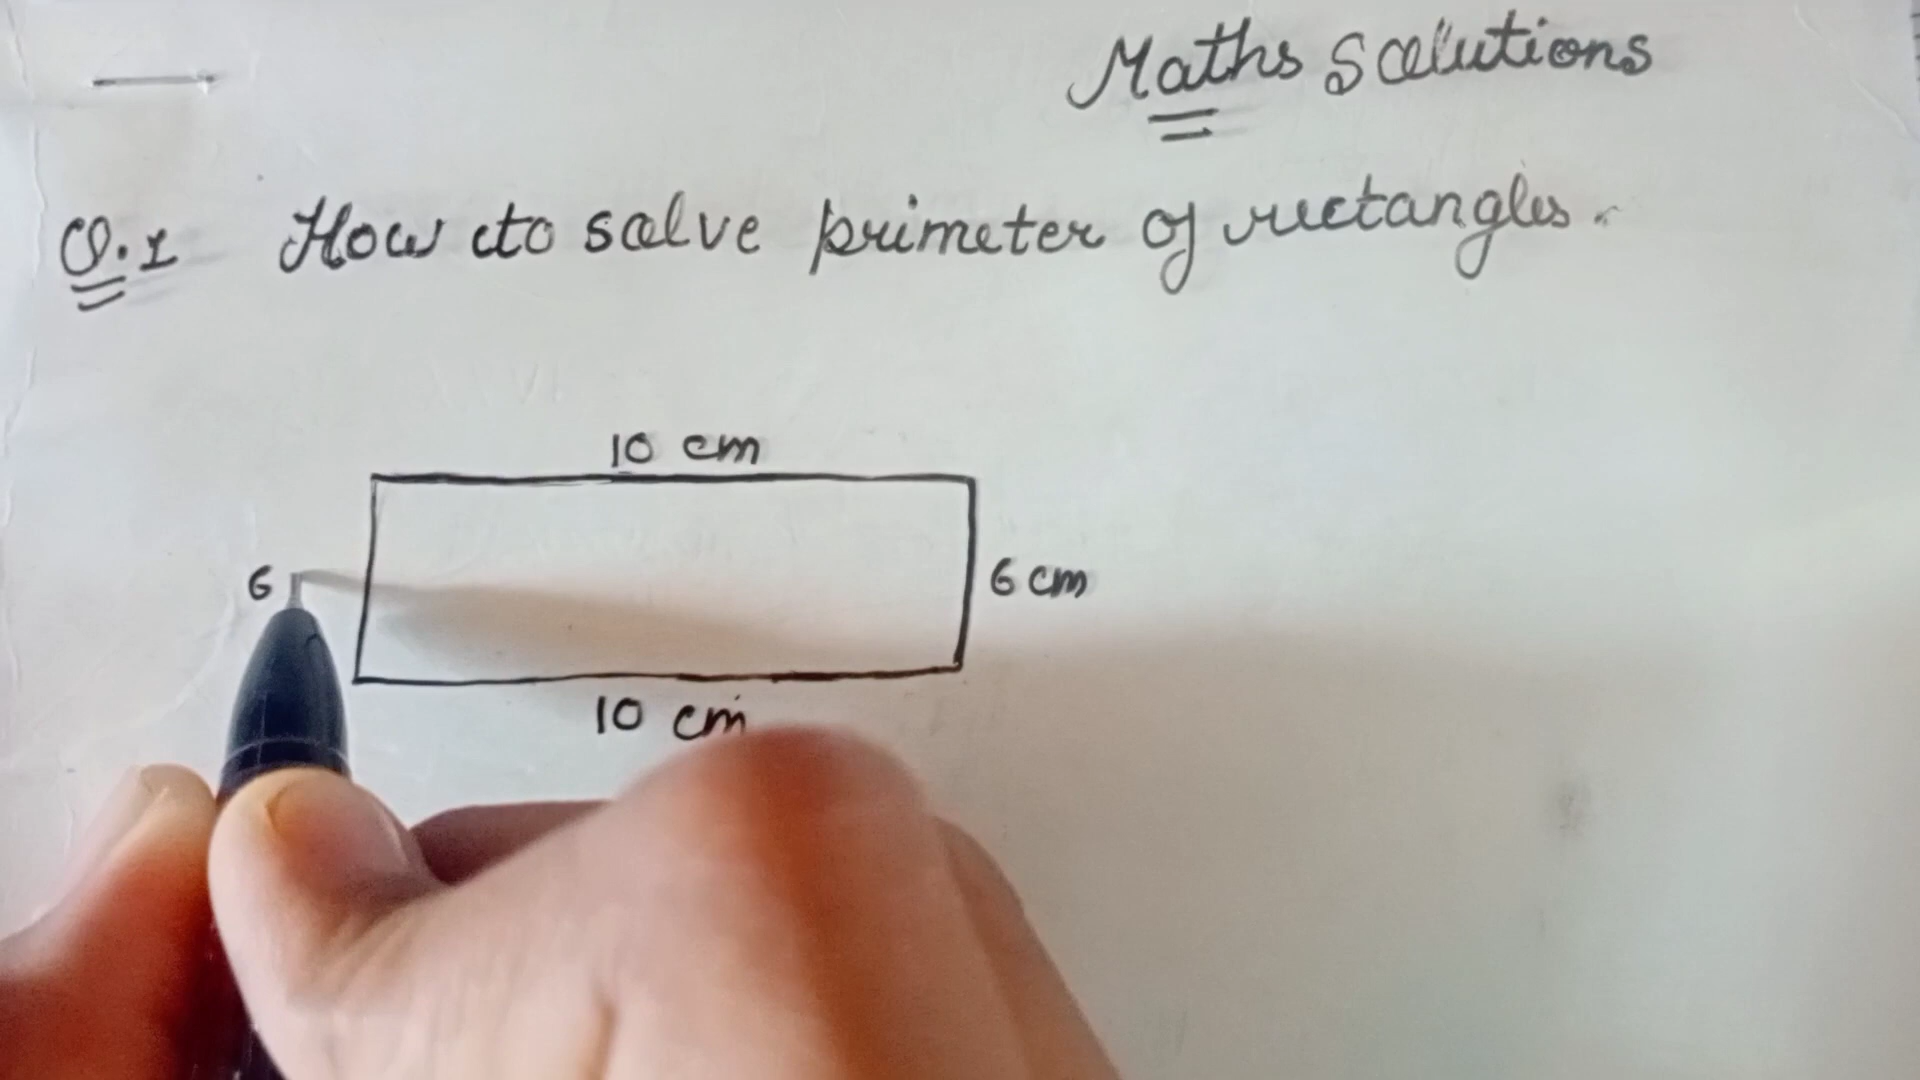 Maths Solutions
Q.1 How to solve primeter of rectangles.
10 cm
6
6 cm
10 cm